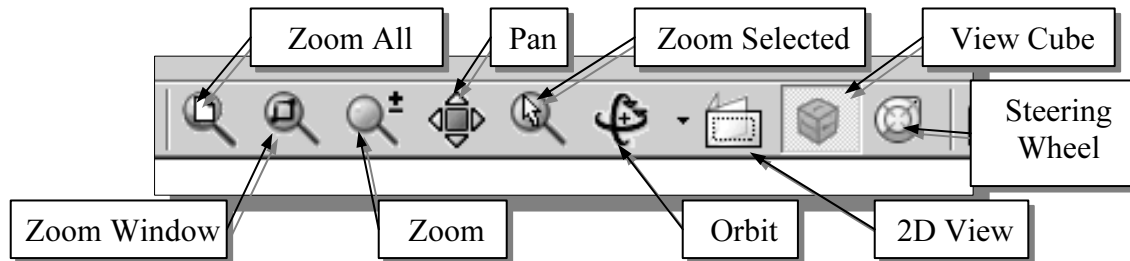 Zoom All
Pan
Zoom Selected
View Cube
Steering
Wheel
Zoom Window
Zoom
Orbit
2D View